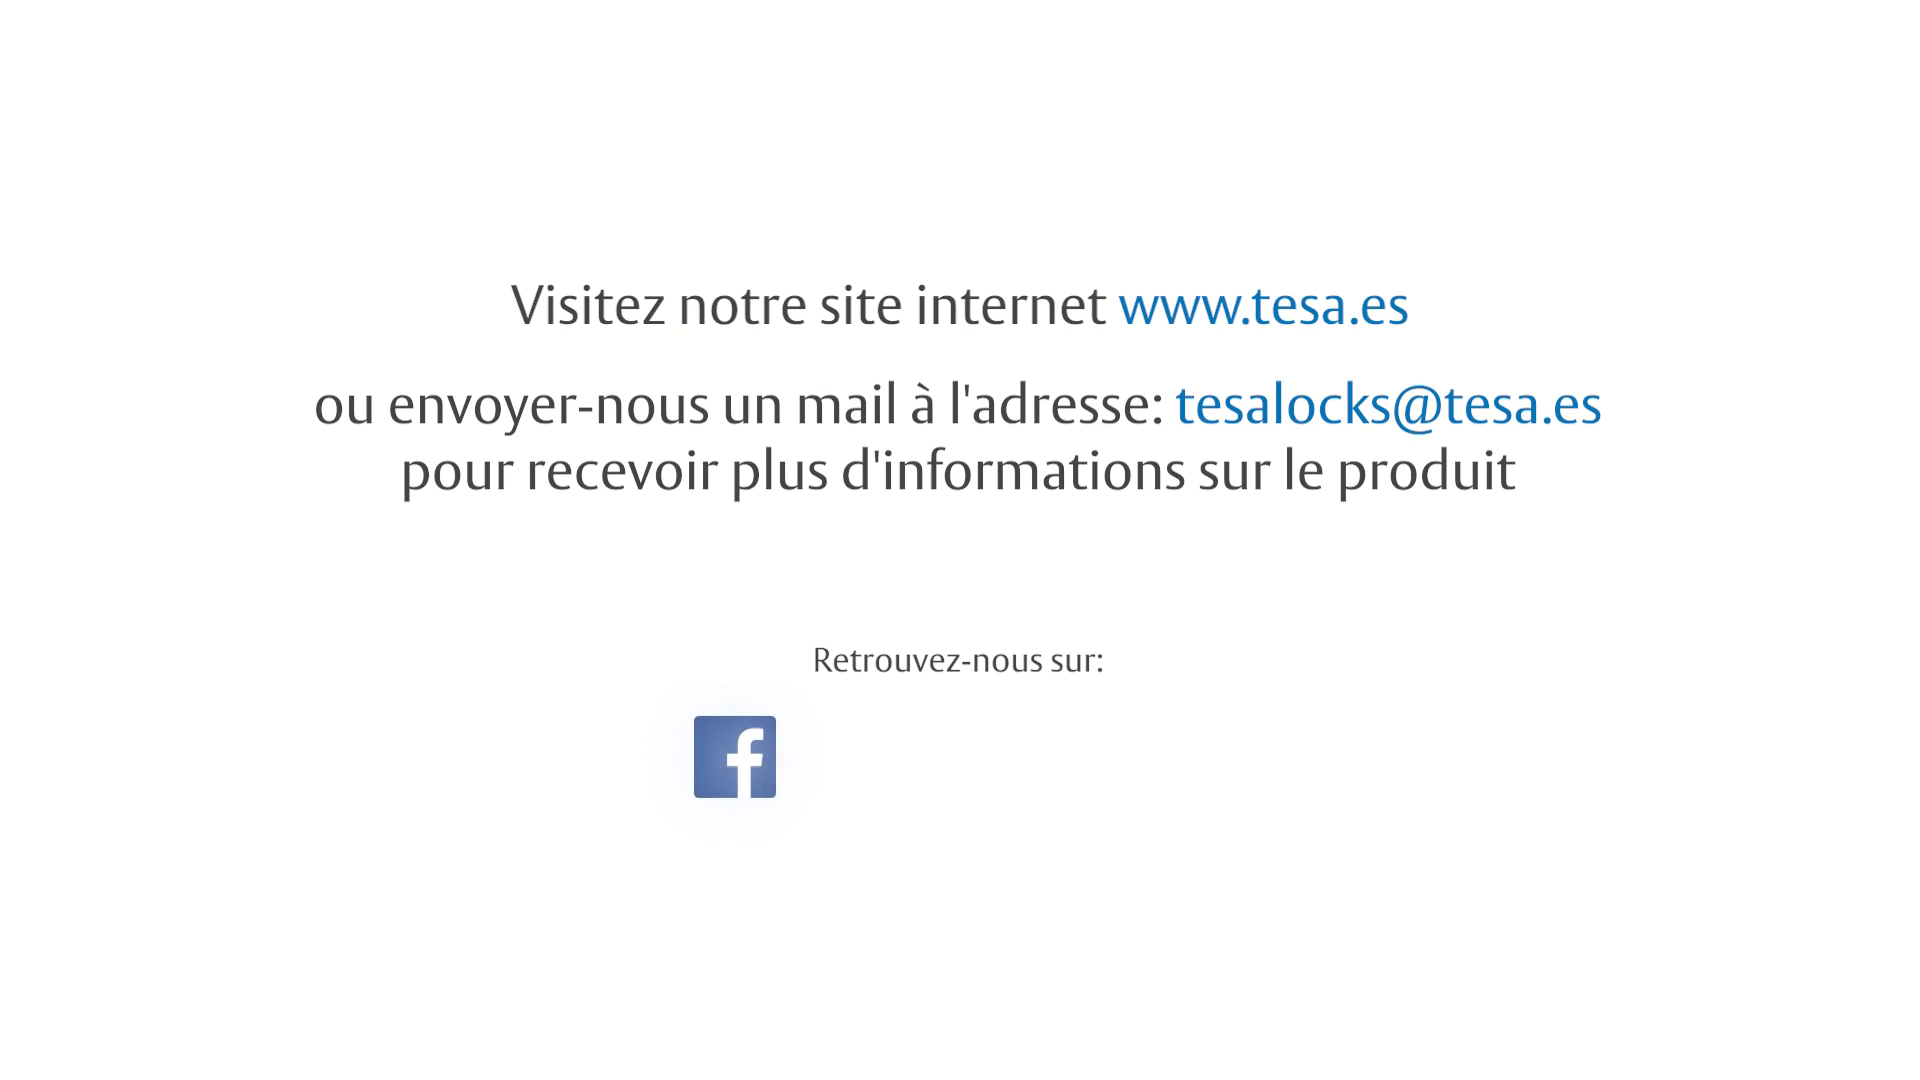 Visitez notre site internet www.tesa.es
ou envoyer-nous un mail à l'adresse: tesalocks@tesa.es
pour recevoir plus d'informations sur le produit
Retrouvez-nous sur:
f